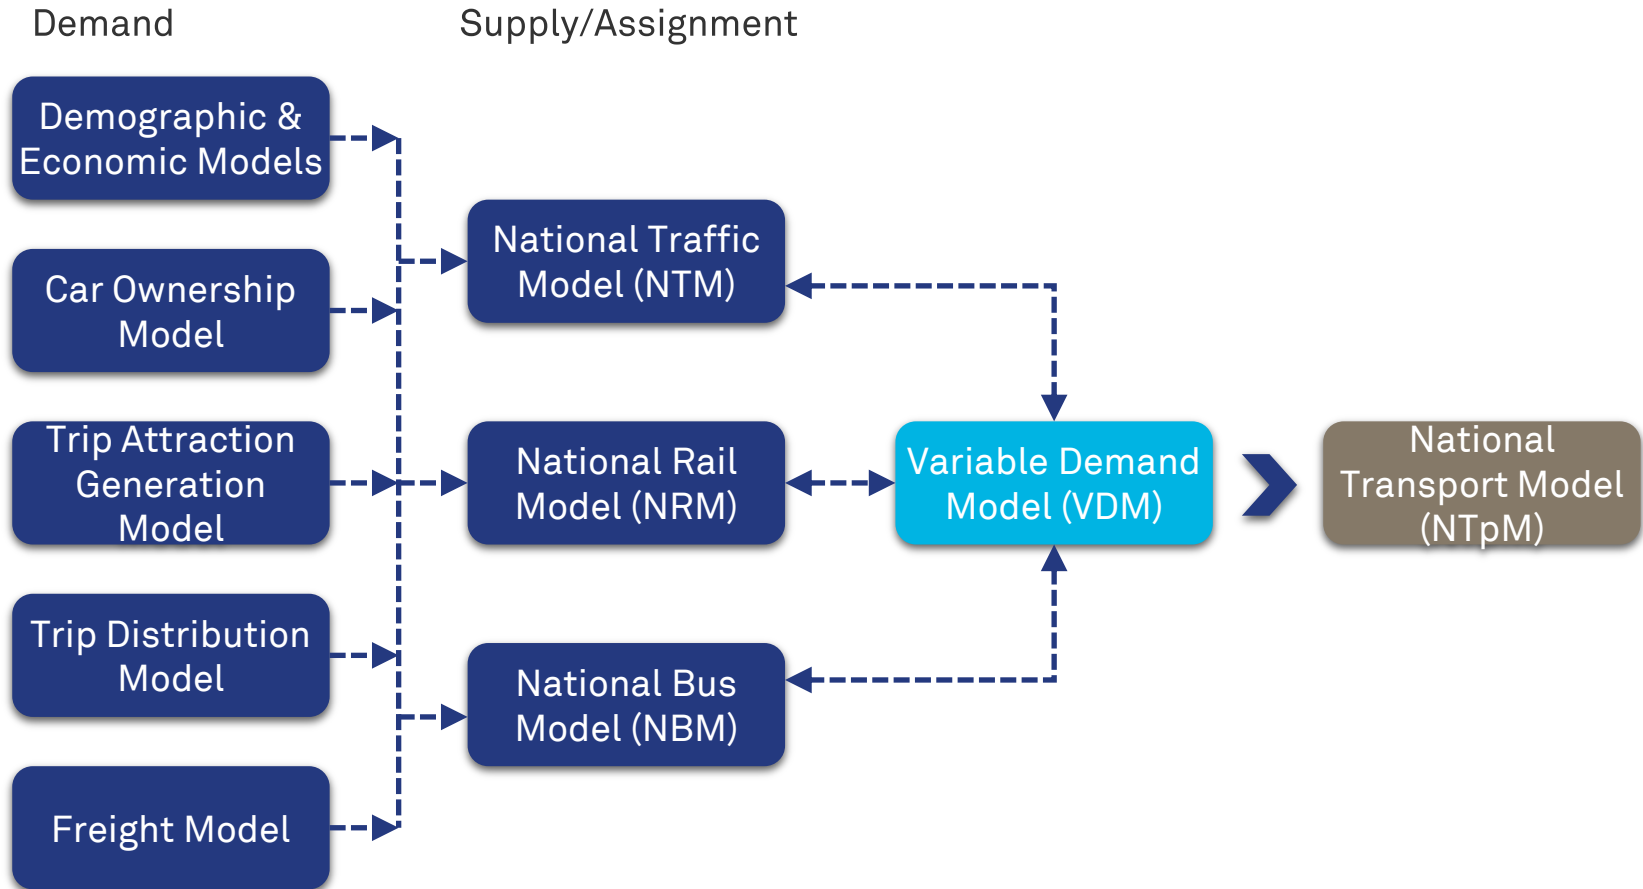 Demand
Supply/Assignment
Demographic &
Economic Models
Car Ownership
Model
Trip Attraction
Generation
Model
Trip Distribution
Model
Freight Model
National Traffic
Model (NTM)
National Rail
Model (NRM)
National Bus
Model (NBM)
Variable Demand
Model (VDM)
National
Transport Model
(NTpM)